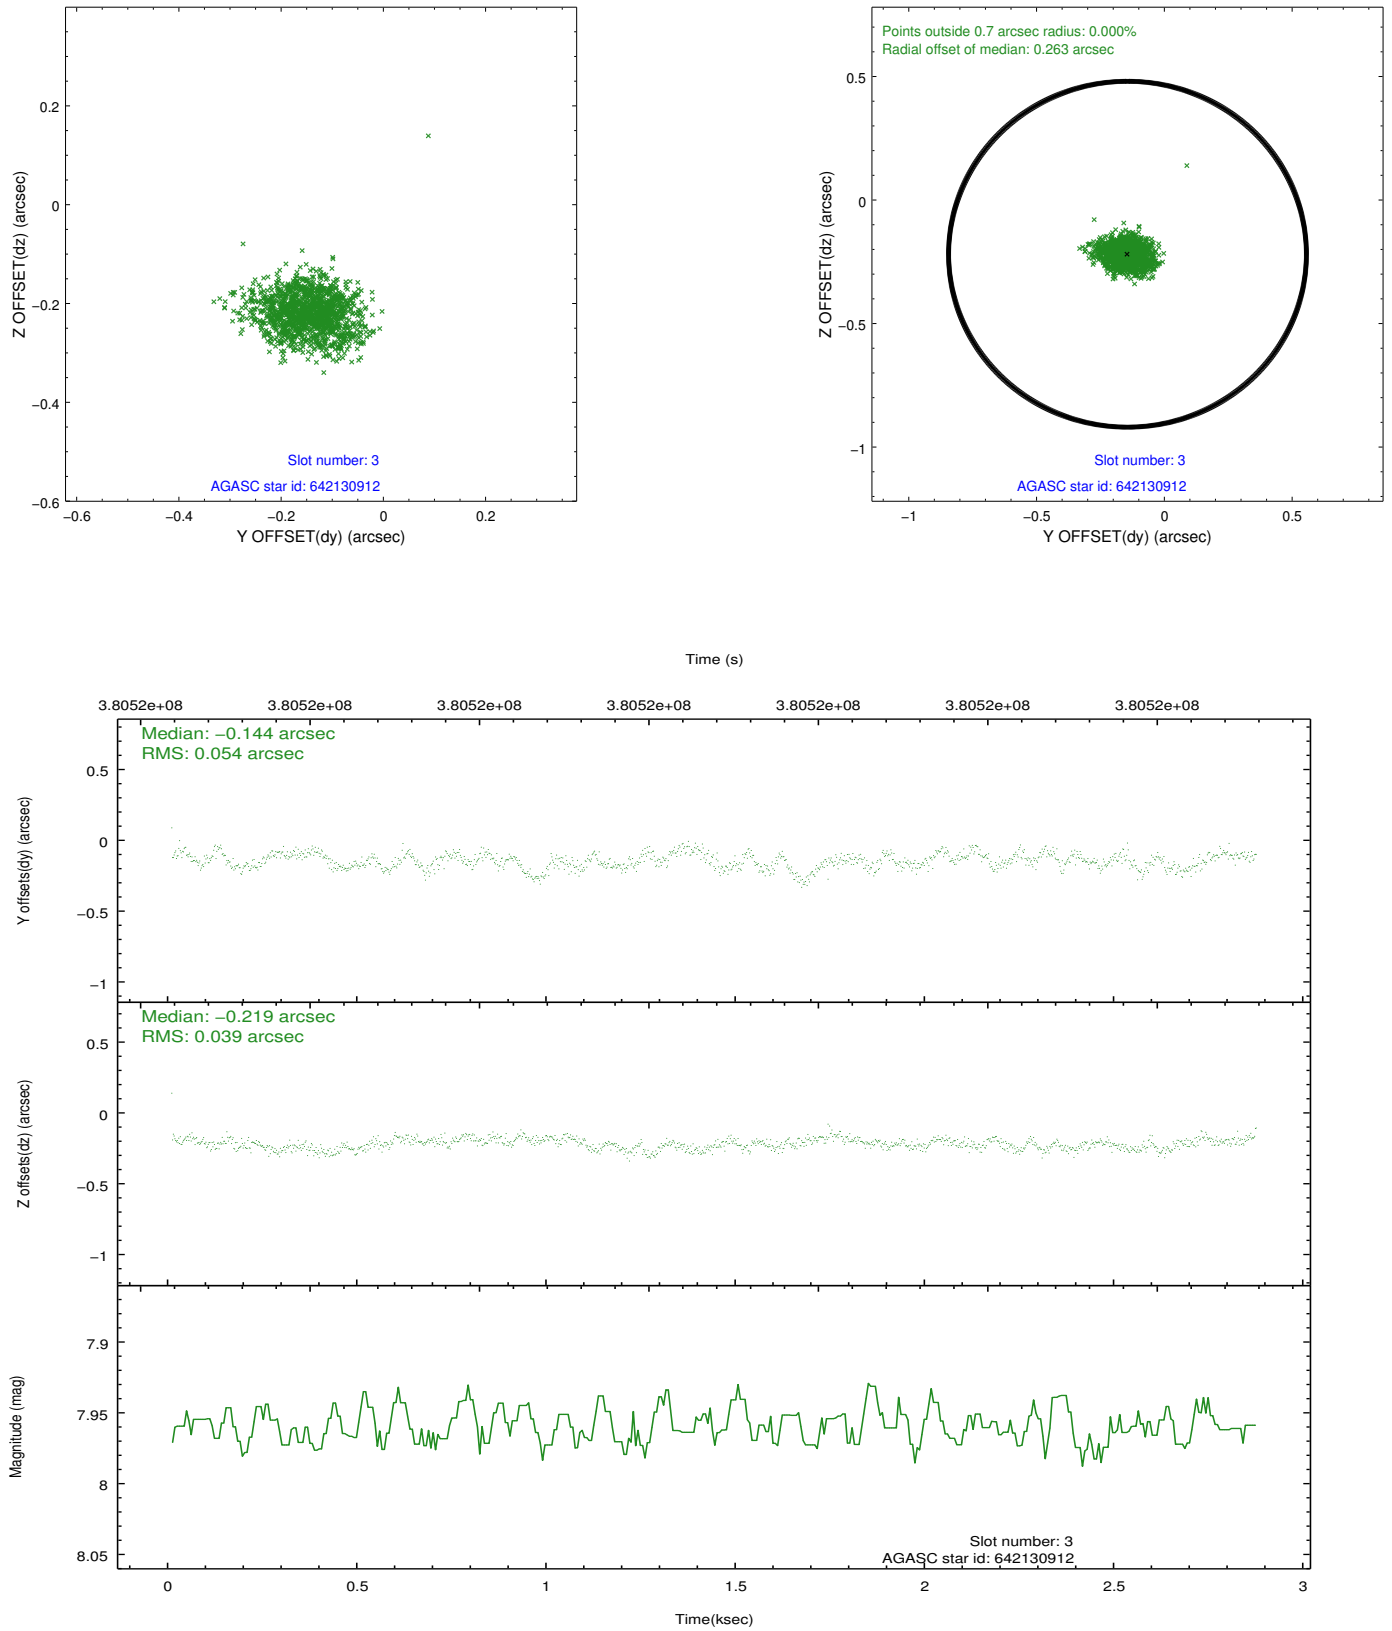 0.2
0
−0.2
−0.4
−0.6
Z OFFSET(dz) (arcsec)
Slot number: 3
AGASC star id: 642130912
−0.6
−0.4
−0.2
0
0.2
Y OFFSET(dy) (arcsec)
Points outside 0.7 arcsec radius: 0.000%
Radial offset of median: 0.263 arcsec
0.5
0
−0.5
−1
Z OFFSET(dz) (arcsec)
Slot number: 3
AGASC star id: 642130912
−1
−0.5
0
0.5
Y OFFSET(dy) (arcsec)
Time (s)
3.8052e+08
3.8052e+08
3.8052e+08
3.8052e+08
3.8052e+08
3.8052e+08
3.8052e+08
Median: −0.144 arcsec
RMS: 0.054 arcsec
0.5
0
−0.5
−1
Y offsets(dy) (arcsec)
Median: −0.219 arcsec
RMS: 0.039 arcsec
0.5
0
−0.5
−1
Z offsets(dz) (arcsec)
7.9
7.95
8
8.05
Magnitude (mag)
Slot number: 3
AGASC star id: 642130912
0
0.5
1
1.5
2
2.5
3
Time(ksec)